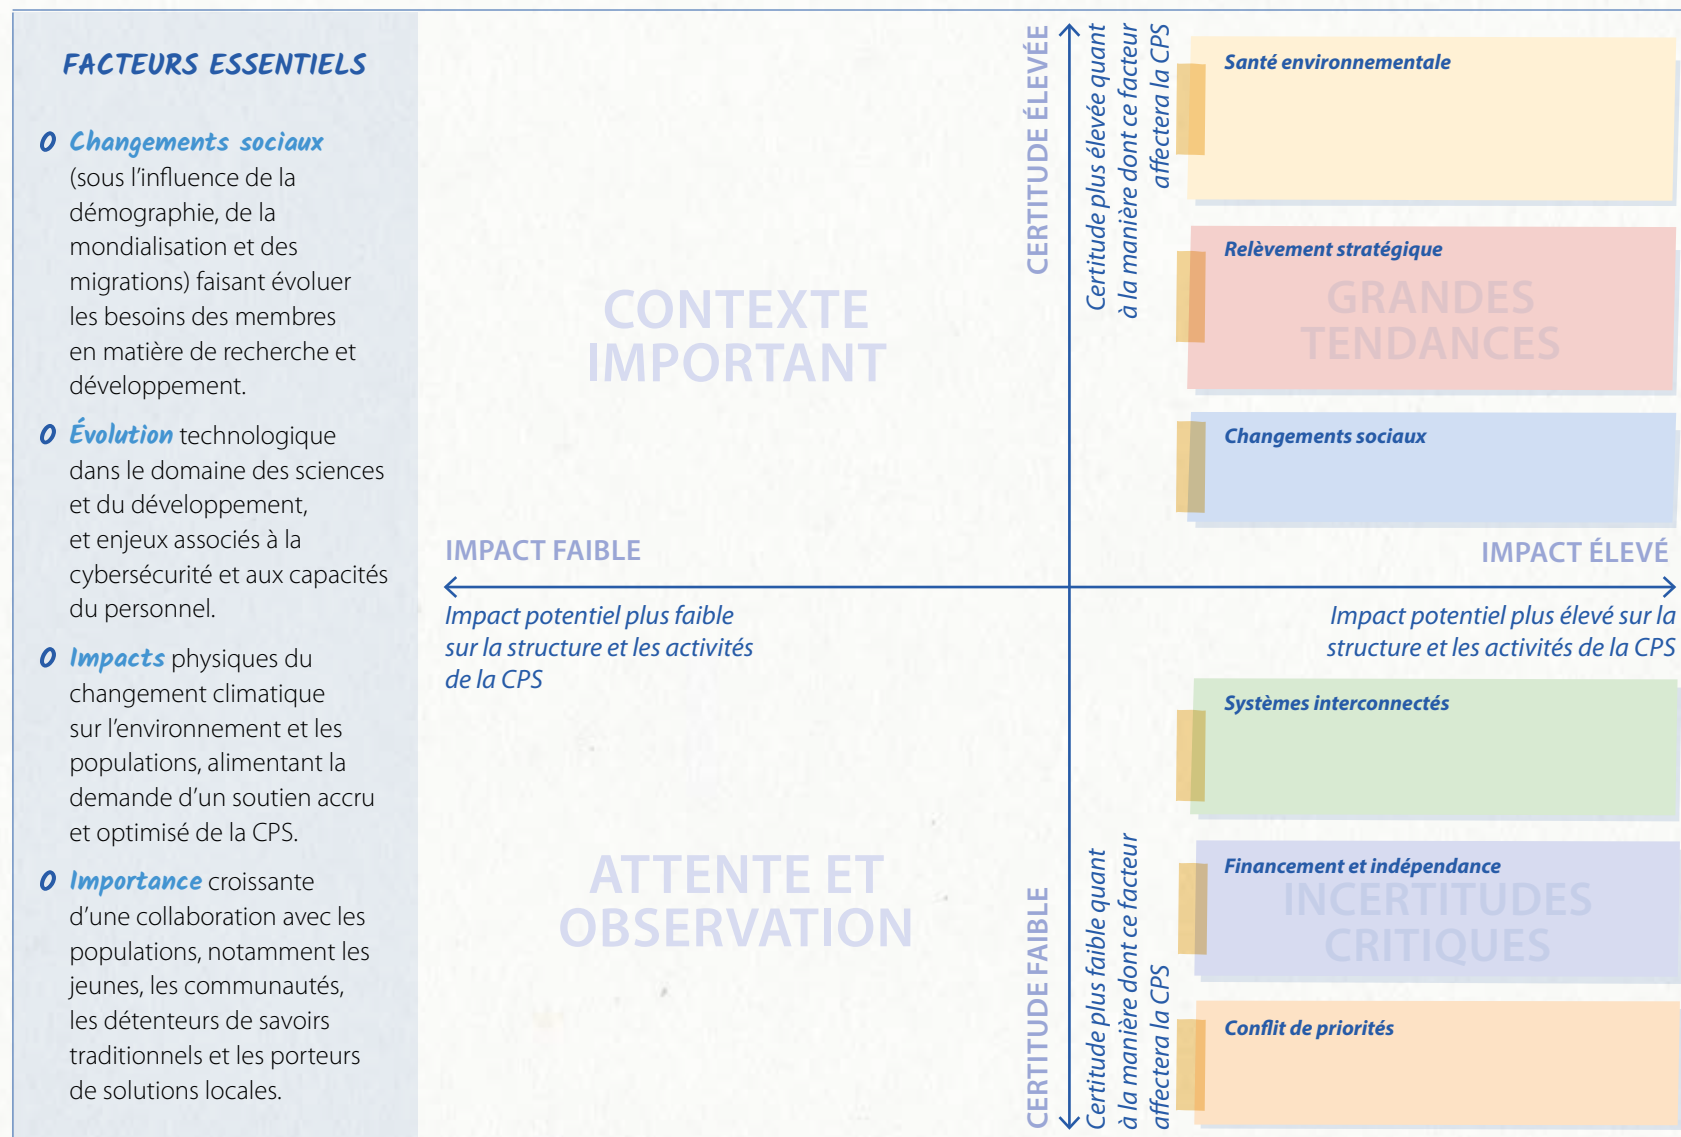 FACTEURS ESSENTIELS
O Changements sociaux
(sous l’influence de la
démographie, de la
mondialisation et des
migrations) faisant évoluer
les besoins des membres
en matière de recherche et
développement.
O Évolution technologique
dans le domaine des sciences
et du développement,
et enjeux associés à la
cybersécurité et aux capacités
du personnel.
O Impacts physiques du
changement climatique
sur l’environnement et les
populations, alimentant la
demande d’un soutien accru
et optimisé de la CPS.
O Importance croissante
d’une collaboration avec les
populations, notamment les
jeunes, les communautés,
les détenteurs de savoirs
traditionnels et les porteurs
de solutions locales.
CONTEXTE
IMPORTANT
CERTITUDE ÉLEVÉE
Certitude plus élevée quant
à la manière dont ce facteur
affectera la CPS
Santé environnementale
Relèvement stratégique
GRANDES
TENDANCES
Changements sociaux
IMPACT FAIBLE
Impact potentiel plus faible
sur la structure et les activités
de la CPS
IMPACT ÉLEVÉ
Impact potentiel plus élevé sur la
structure et les activités de la CPS
ATTENTE ET
OBSERVATION
CERTITUDE FAIBLE
Certitude plus faible quant
à la manière dont ce facteur
affectera la CPS
Systèmes interconnectés
Financement et indépendance
INCERTITUDES
CRITIQUES
Conflit de priorités